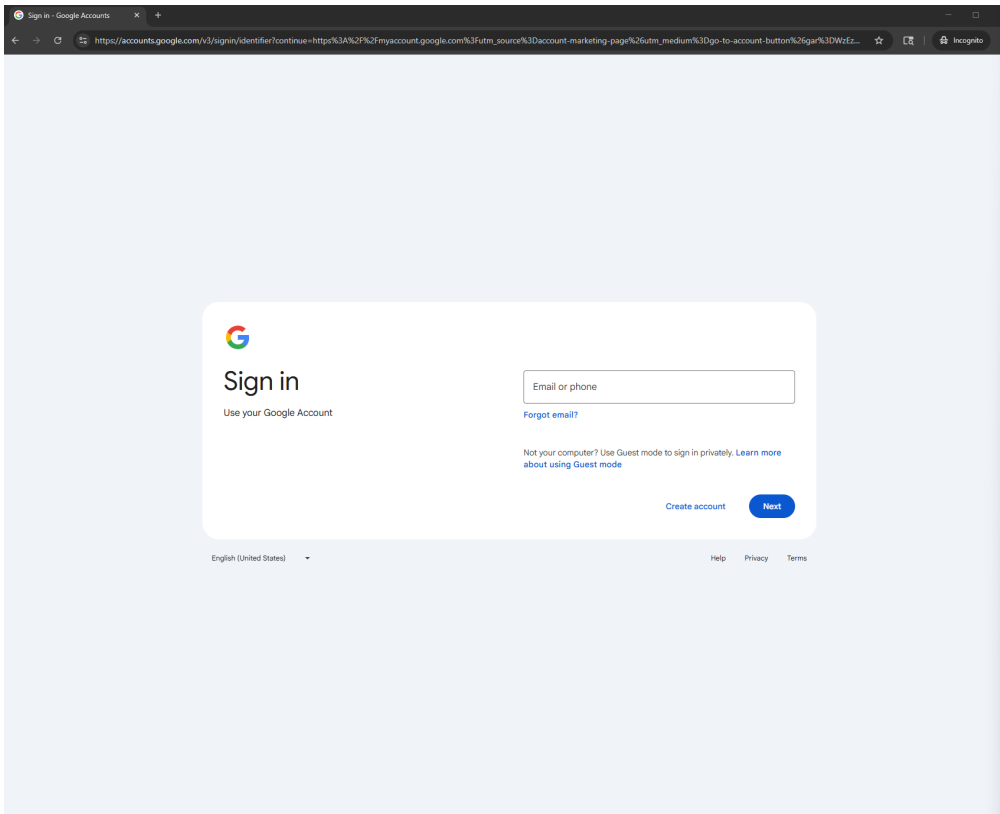 Sign in - Google Accounts
https://accounts.google.com/v3/signin/identifier?continue=https%3A%2F%2Fmyaccount.google.com%3Futm_source%3Daccount-marketing-page%26utm_medium%3Dgo-to-account-button%26gar%3DWzEz...
Incognito
Sign in
Use your Google Account
Email or phone
Forgot email?
Not your computer? Use Guest mode to sign in privately. Learn more
about using Guest mode
Create account
Next
English (United States)
Help Privacy Terms